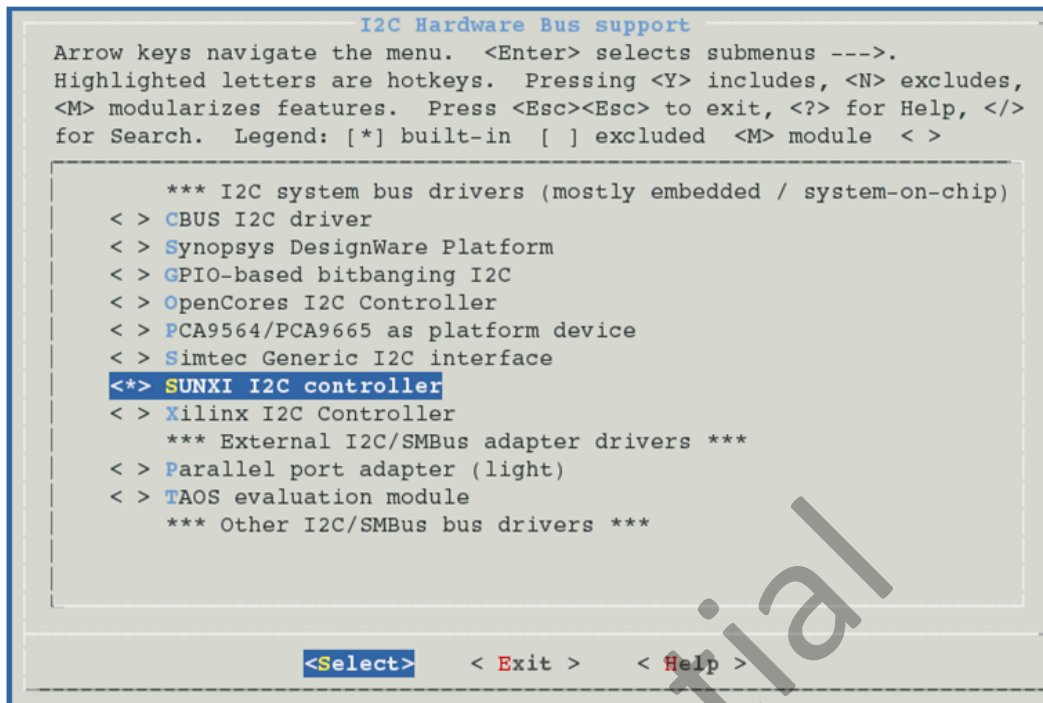 I2C Hardware Bus support
Arrow keys navigate the menu. <Enter> selects submenus --->.
Highlighted letters are hotkeys. Pressing <Y> includes, <N> excludes,
<M> modularizes features. Press <Esc><Esc> to exit, <?> for Help, </>
for Search. Legend: [*] built-in [ ] excluded <M> module < >
*** I2C system bus drivers (mostly embedded / system-on-chip)
< > CBUS I2C driver
< > Synopsys DesignWare Platform
< > GPIO-based bitbanging I2C
< > OpenCores I2C Controller
< > PCA9564/PCA9665 as platform device
< > Simtec Generic I2C interface
<*> SUNXI I2C controller
< > Xilinx I2C Controller
*** External I2C/SMBus adapter drivers ***
< > Parallel port adapter (light)
< > TAOS evaluation module
*** Other I2C/SMBus bus drivers ***
<Select> < Exit > < Help >
tial